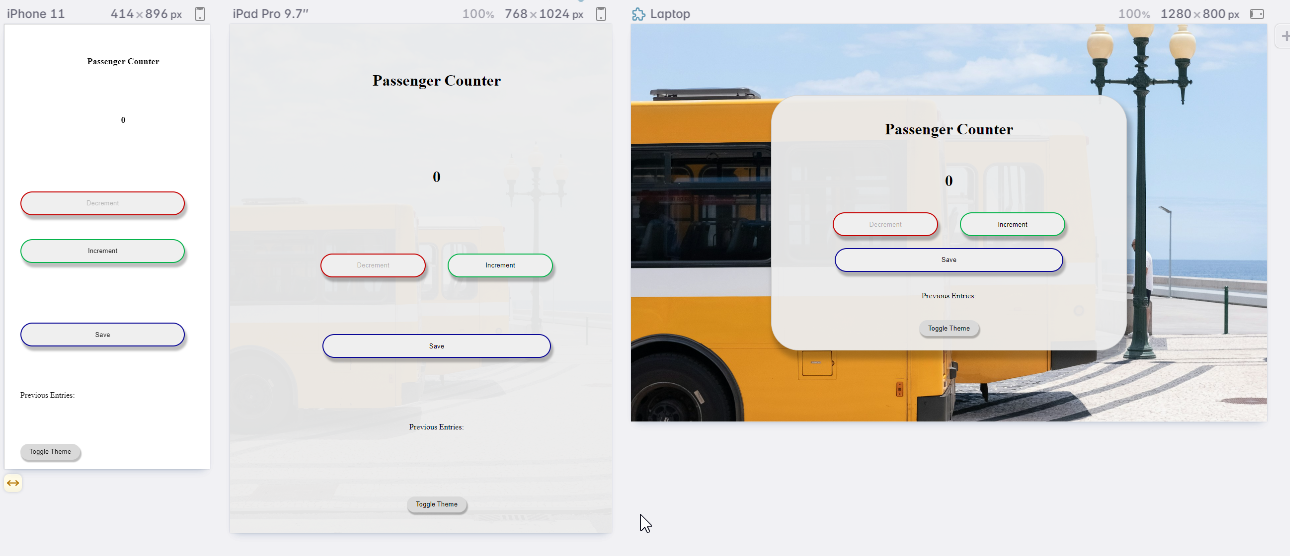 iPhone 11 414×896 px
Passenger Counter
0
Decrement
Increment
Save
Previous Entries:
Toggle Theme
iPad Pro 9.7" 100% 768×1024 px
Passenger Counter
0
Decrement Increment
Save
Previous Entries:
Toggle Theme
Laptop 100% 1280×800 px
Passenger Counter
0
Decrement Increment
Save
Previous Entries
Toggle Theme